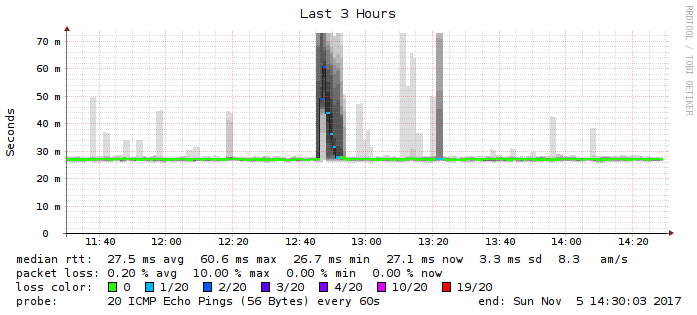 Last 3 Hours
RRDTOOL / TOBI OETIKER
Seconds
70 m
60 m
50 m
40 m
30 m
20 m
10 m
0
11:40 12:00 12:20 12:40 13:00 13:20 13:40 14:00 14:20
median rtt: 27.5 ms avg 60.6 ms max 26.7 ms min 27.1 ms now 3.3 ms sd 8.3 am/s
packet loss: 0.20 % avg 10.00 % max 0.00 % min 0.00 % now
loss color: 0 1/20 2/20 3/20 4/20 10/20 19/20
probe: 20 ICMP Echo Pings (56 Bytes) every 60s end: Sun Nov 5 14:30:03 2017